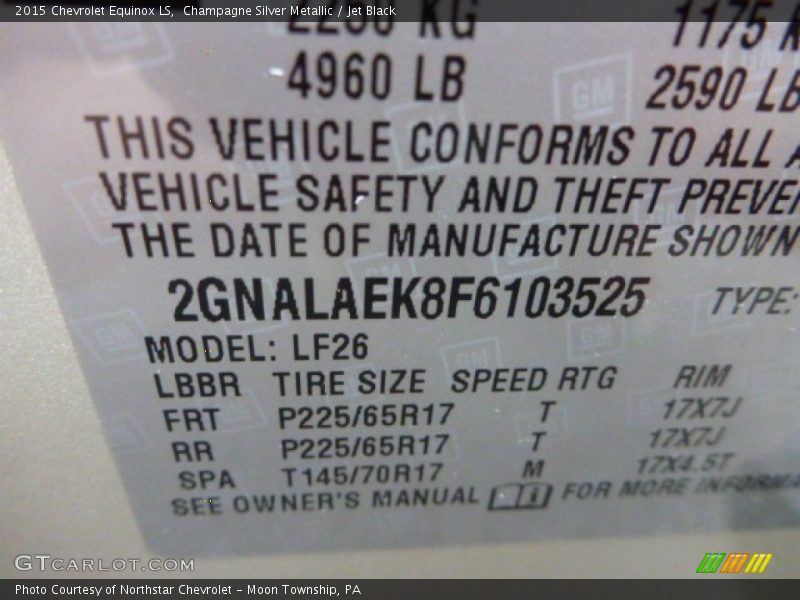 2015 Chevrolet Equinox LS,  Champagne Silver Metallic / Jet Black
KG
1175
4960 LB 2590 LB
THIS VEHICLE CONFORMS TO ALL
VEHICLE SAFETY AND THEFT
THE DATE OF MANUFACTURE SHOWN
2GNALAEK8F6103525 TYPE:
MODEL: LF26
LBBR TIRE SIZE SPEED RTG RIM
FRT P225/65R17 T 17X7J
RR P225/65R17 T 17X7J
SPA T145/70R17 M 17X4.5T
SEE OWNER'S MANUAL FOR MORE
GTCARLOT.COM
Photo Courtesy of Northstar Chevrolet - Moon Township, PA